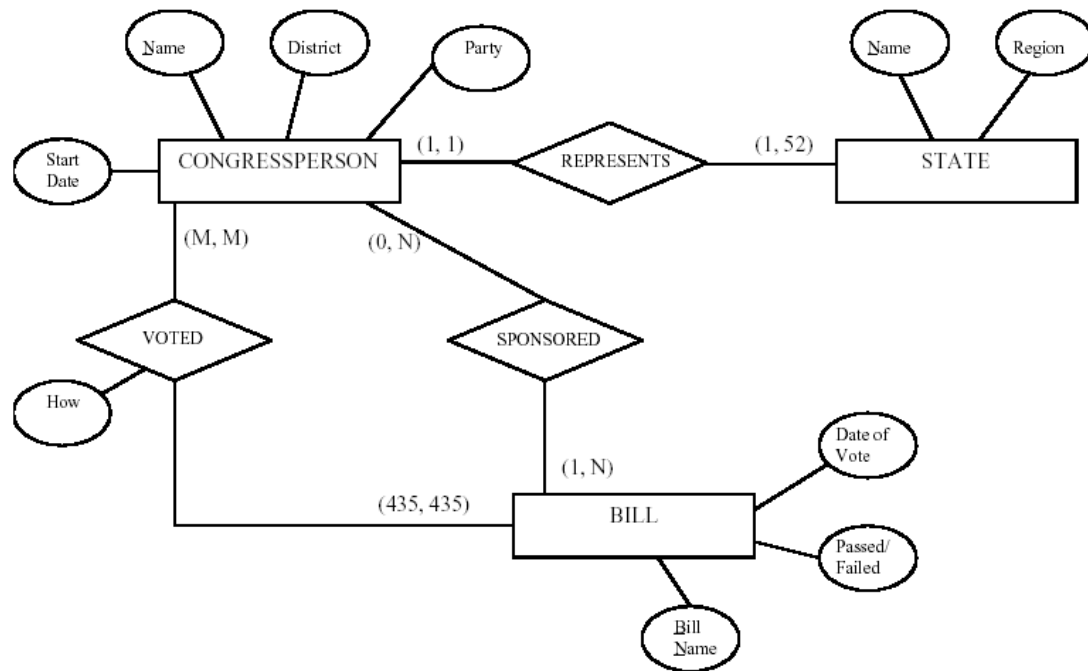 Name
District
Party
Name
Region
Start
Date
CONGRESSPERSON
(1, 1)
REPRESENTS
(1, 52)
STATE
(M, M)
(0, N)
VOTED
SPONSORED
How
Date of
Vote
(1, N)
(435, 435)
BILL
Passed/
Failed
Bill
Name